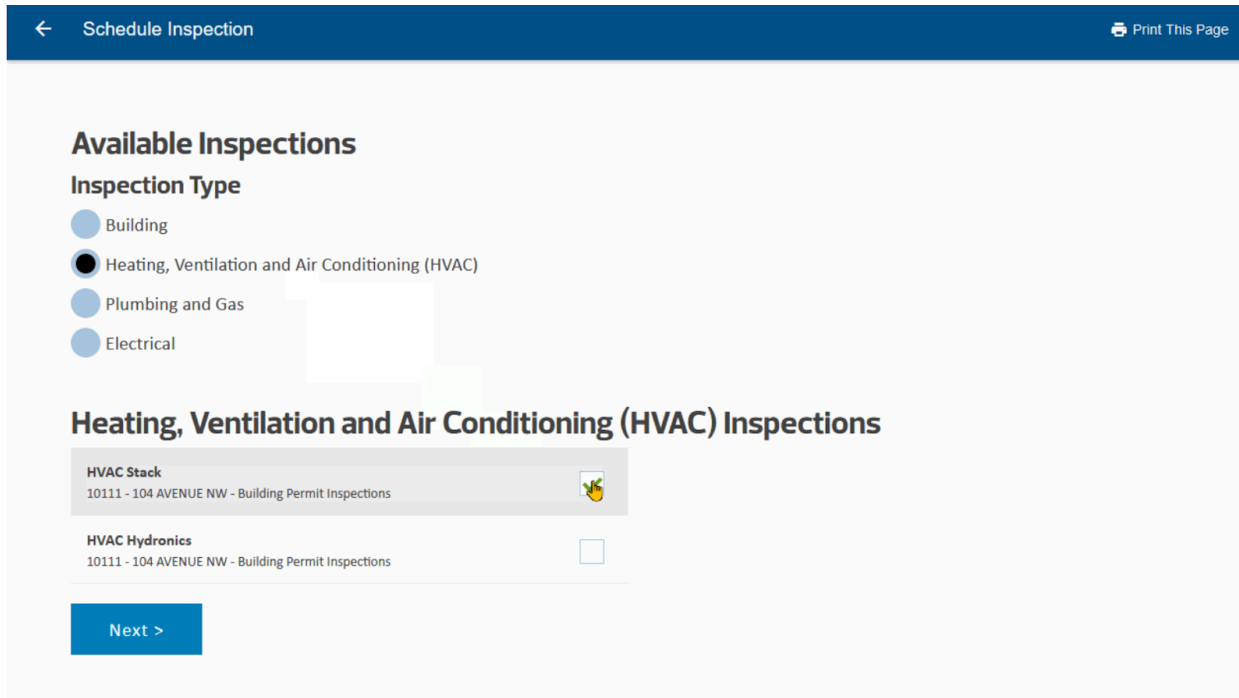 Schedule Inspection
Print This Page
Available Inspections
Inspection Type
Building
Heating, Ventilation and Air Conditioning (HVAC)
Plumbing and Gas
Electrical
Heating, Ventilation and Air Conditioning (HVAC) Inspections
HVAC Stack
10111 - 104 AVENUE NW - Building Permit Inspections
HVAC Hydronics
10111 - 104 AVENUE NW - Building Permit Inspections
Next >